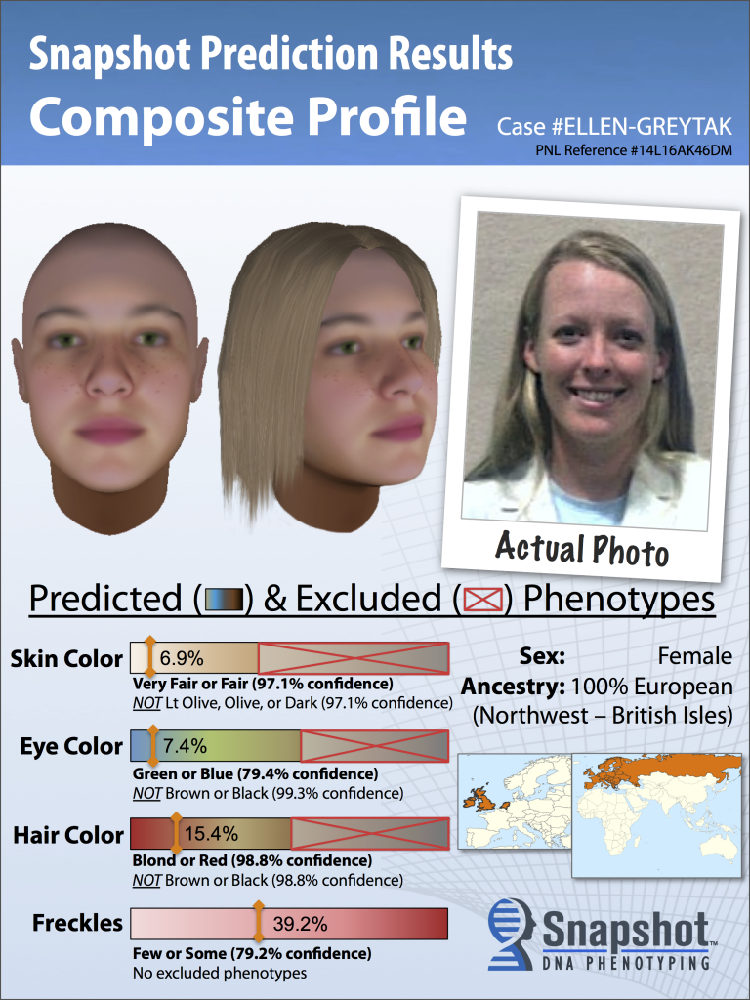 Snapshot Prediction Results
Composite Profile
Case #ELLEN-GREYTAK
PNL Reference #14L16AK46DM
Actual Photo
Predicted ( ) & Excluded ( ) Phenotypes
Skin Color
6.9%
Very Fair or Fair (97.1% confidence)
NOT Lt Olive, Olive, or Dark (97.1% confidence)
Eye Color
7.4%
Green or Blue (79.4% confidence)
NOT Brown or Black (99.3% confidence)
Hair Color
15.4%
Blond or Red (98.8% confidence)
NOT Brown or Black (98.8% confidence)
Freckles
39.2%
Few or Some (79.2% confidence)
No excluded phenotypes
Sex: Female
Ancestry: 100% European
(Northwest – British Isles)
Snapshot™
DNA PHENOTYPING